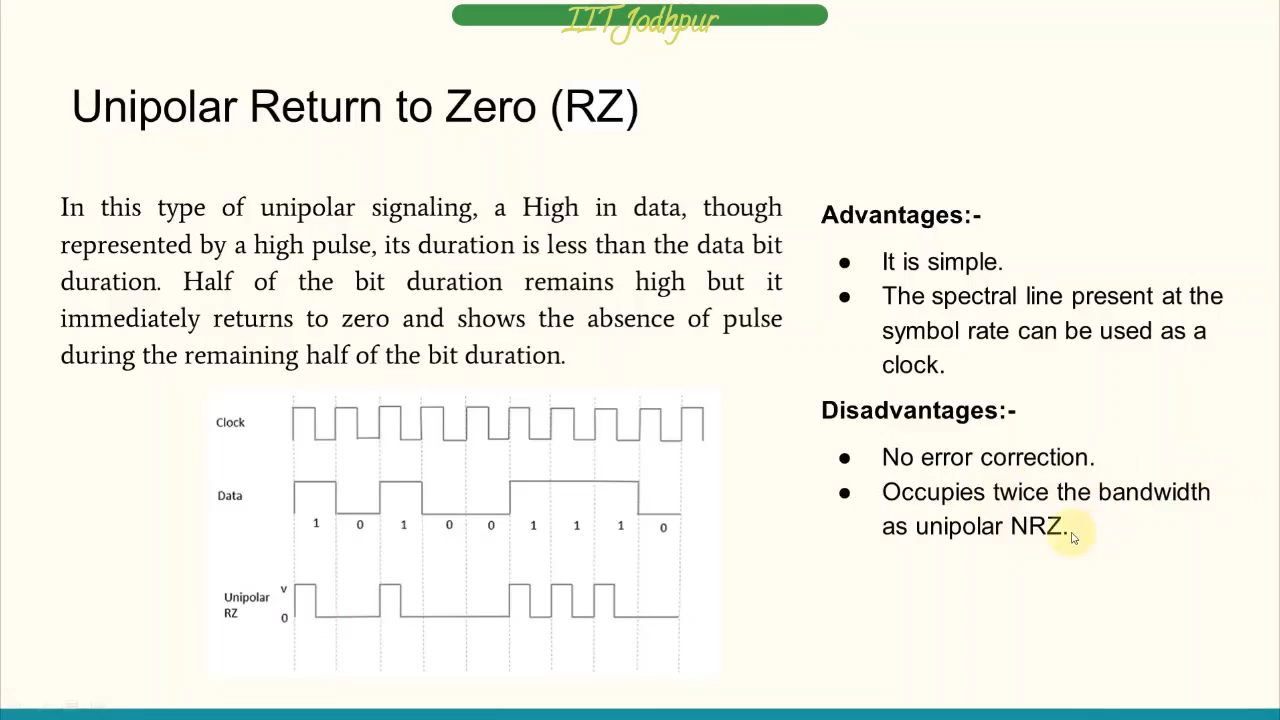 IIT Jodhpur
Unipolar Return to Zero (RZ)
In this type of unipolar signaling, a High in data, though
represented by a high pulse, its duration is less than the data bit
duration. Half of the bit duration remains high but it
immediately returns to zero and shows the absence of pulse
during the remaining half of the bit duration.
Clock
Data
1 0 1 0 0 1 1 1 0
Unipolar
RZ
v
0
Advantages:-
● It is simple.
● The spectral line present at the
symbol rate can be used as a
clock.
Disadvantages:-
● No error correction.
● Occupies twice the bandwidth
as unipolar NRZ.